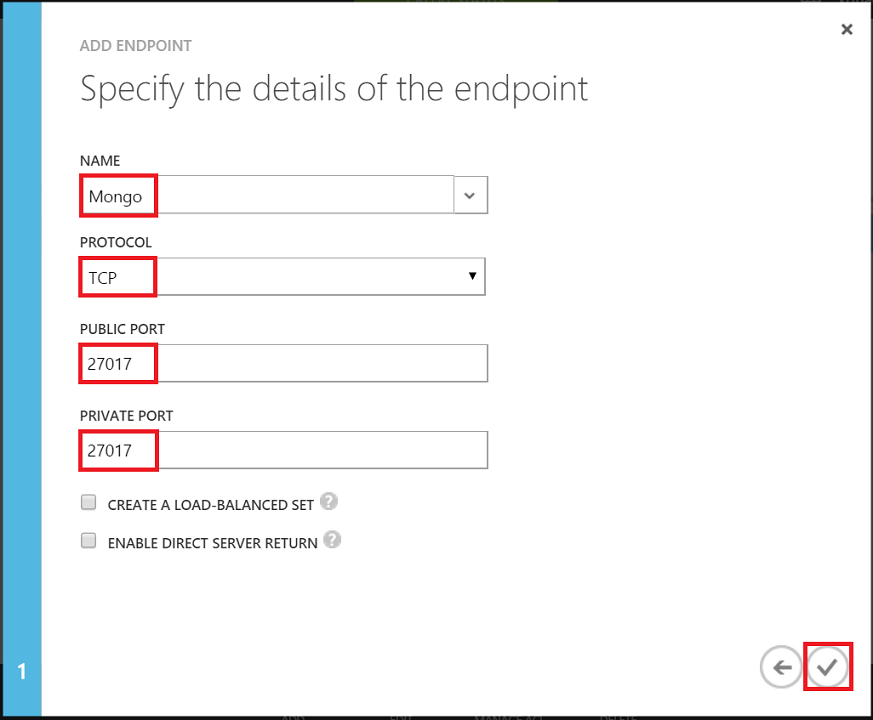 ADD ENDPOINT
Specify the details of the endpoint
NAME
Mongo
PROTOCOL
TCP
PUBLIC PORT
27017
PRIVATE PORT
27017
CREATE A LOAD-BALANCED SET ?
ENABLE DIRECT SERVER RETURN ?
1